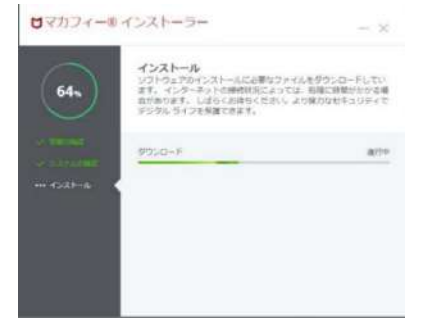 マカフィー® インストーラー
64%
インストール
ソフトウェアのインストールに必要なファイルをダウンロードしてい
ます。インターネットの接続状況によっては、処理に時間がかかる場
合があります。しばらくお待ちください。より強力なセキュリティで
デジタル ライフを保護できます。
ダウンロード
進行中
インストール